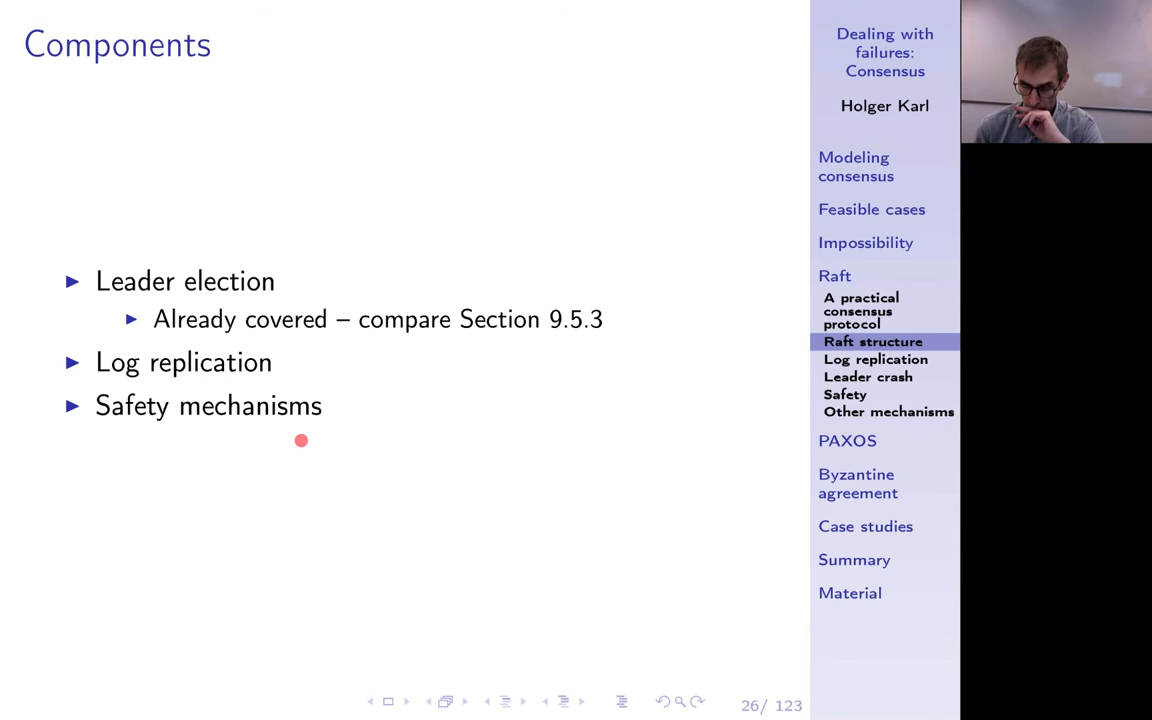 Components
Leader election
Already covered – compare Section 9.5.3
Log replication
Safety mechanisms
Dealing with
failures:
Consensus
Holger Karl
Modeling
consensus
Feasible cases
Impossibility
Raft
A practical
consensus
protocol
Raft structure
Log replication
Leader crash
Safety
Other mechanisms
PAXOS
Byzantine
agreement
Case studies
Summary
Material
26/ 123